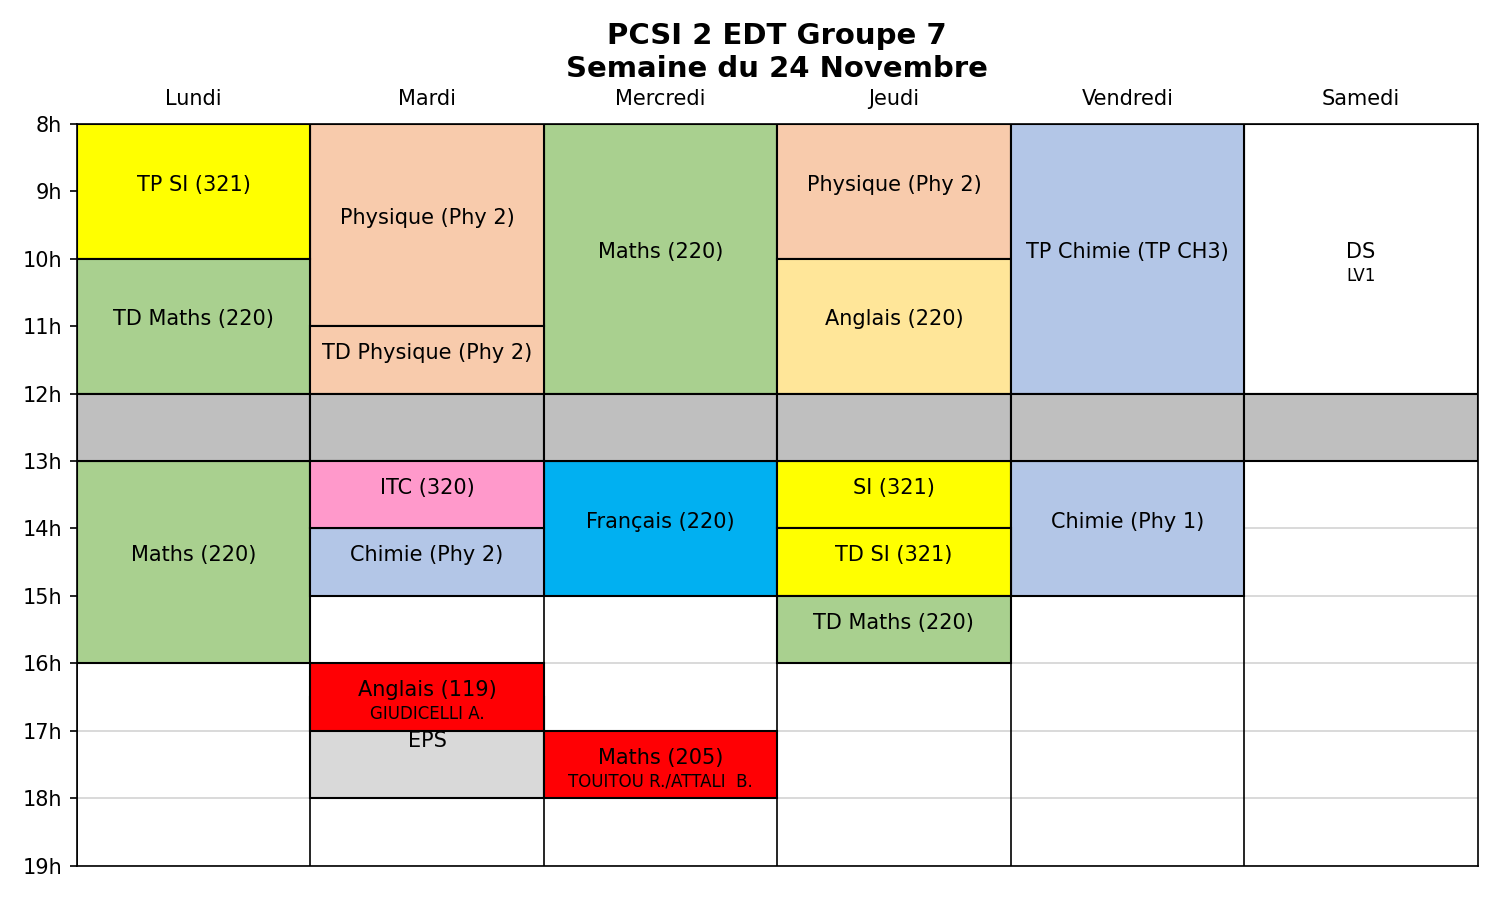 PCSI 2 EDT Groupe 7
Semaine du 24 Novembre
Lundi Mardi Mercredi Jeudi Vendredi Samedi
8h
9h
10h
11h
12h
13h
14h
15h
16h
17h
18h
19h
TP SI (321)
TD Maths (220)
Maths (220)
Physique (Phy 2)
TD Physique (Phy 2)
ITC (320)
Chimie (Phy 2)
Anglais (119)
GIUDICELLI A.
EPS
Maths (220)
Français (220)
Maths (205)
TOUITOU R./ATTALI  B.
Physique (Phy 2)
Anglais (220)
SI (321)
TD SI (321)
TD Maths (220)
TP Chimie (TP CH3)
Chimie (Phy 1)
DS
LV1